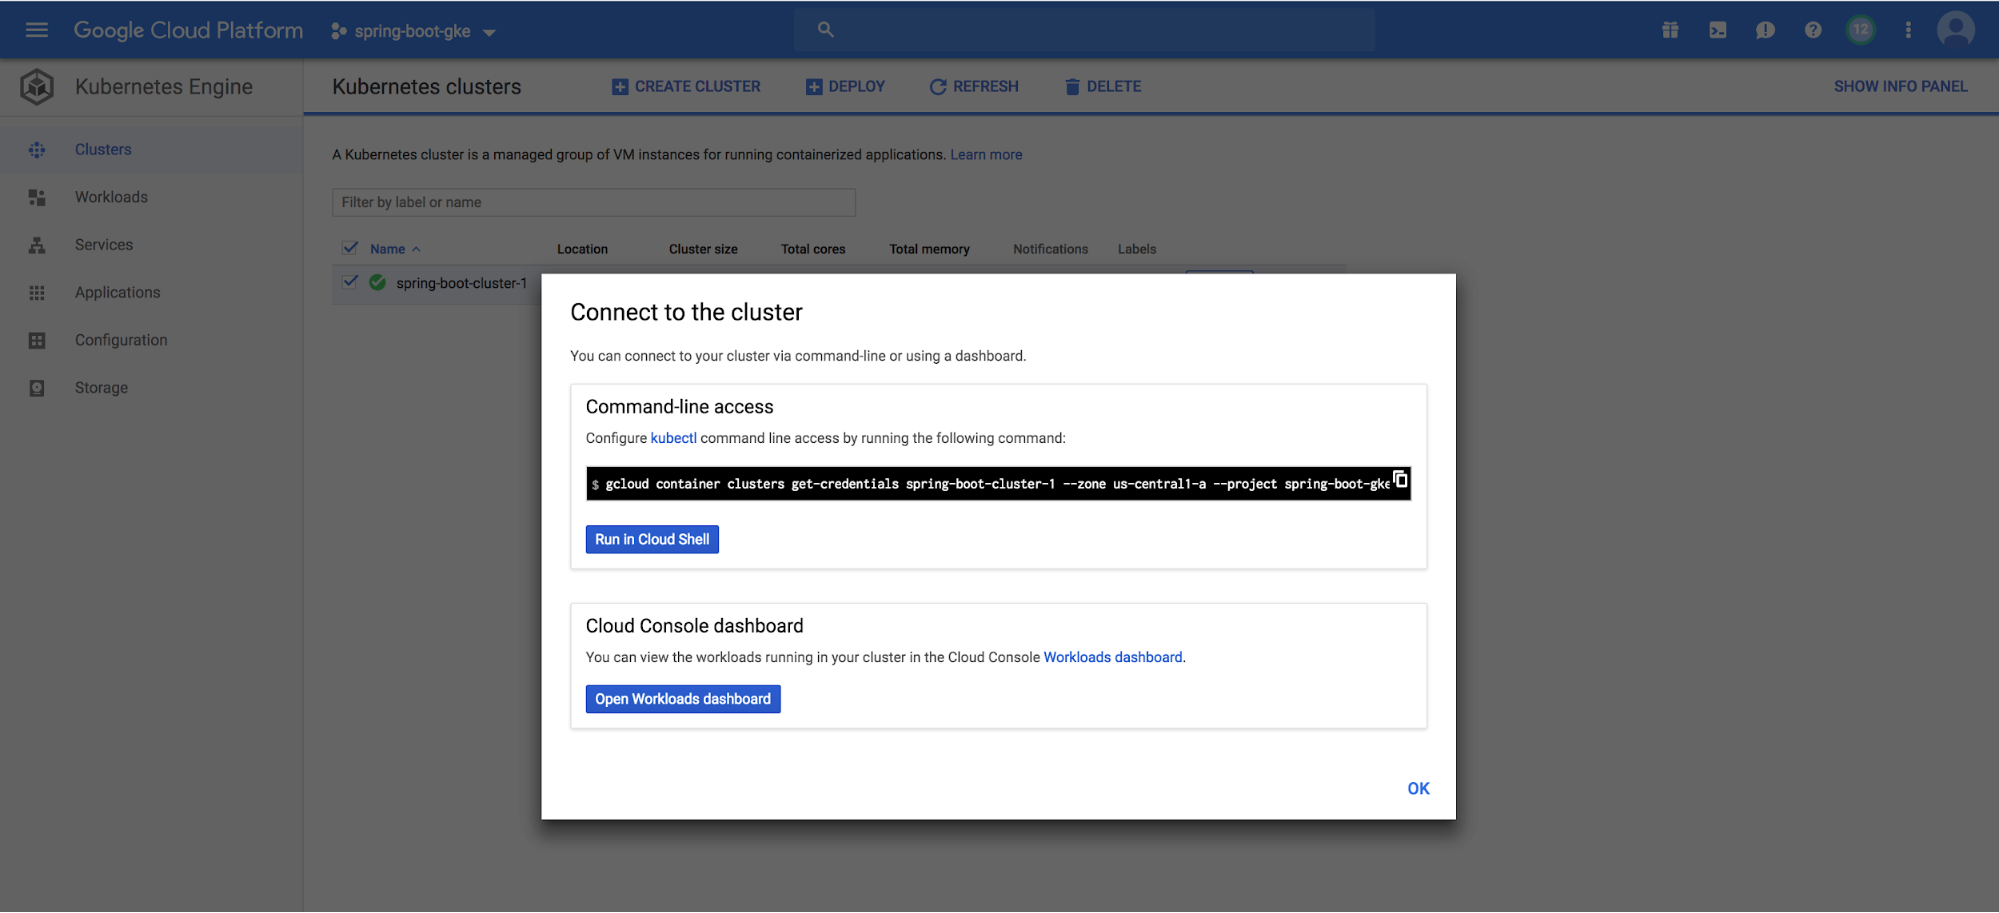 Google Cloud Platform spring-boot-gke 12
Kubernetes Engine
Kubernetes clusters CREATE CLUSTER DEPLOY REFRESH DELETE SHOW INFO PANEL
Clusters
Workloads
Services
Applications
Configuration
Storage
A Kubernetes cluster is a managed group of VM instances for running containerized applications. Learn more
Filter by label or name
Name Location Cluster size Total cores Total memory Notifications Labels
spring-boot-cluster-1
Connect to the cluster
You can connect to your cluster via command-line or using a dashboard.
Command-line access
Configure kubectl command line access by running the following command:
$ gcloud container clusters get-credentials spring-boot-cluster-1 --zone us-central1-a --project spring-boot-gke
Run in Cloud Shell
Cloud Console dashboard
You can view the workloads running in your cluster in the Cloud Console Workloads dashboard.
Open Workloads dashboard
OK